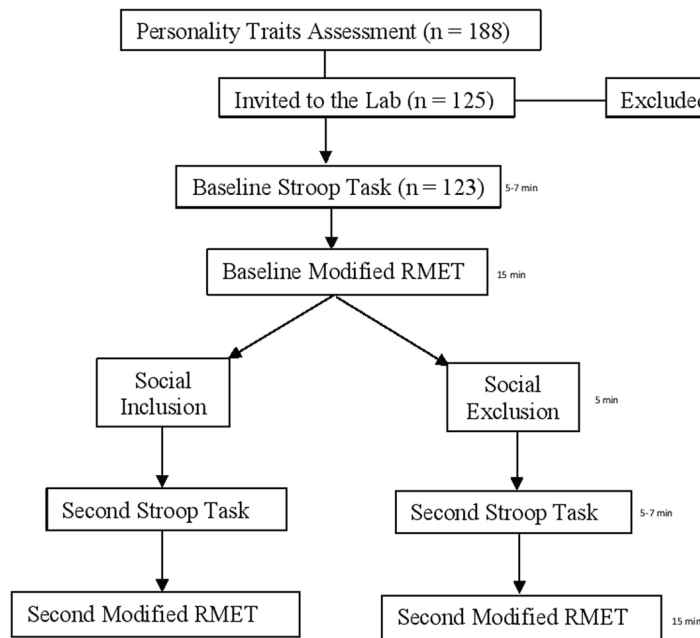 Personality Traits Assessment (n = 188)
Invited to the Lab (n = 125)
Excluded
Baseline Stroop Task (n = 123)
5-7 min
Baseline Modified RMET
15 min
Social
Inclusion
Social
Exclusion
5 min
Second Stroop Task
Second Stroop Task
5-7 min
Second Modified RMET
Second Modified RMET
15 min